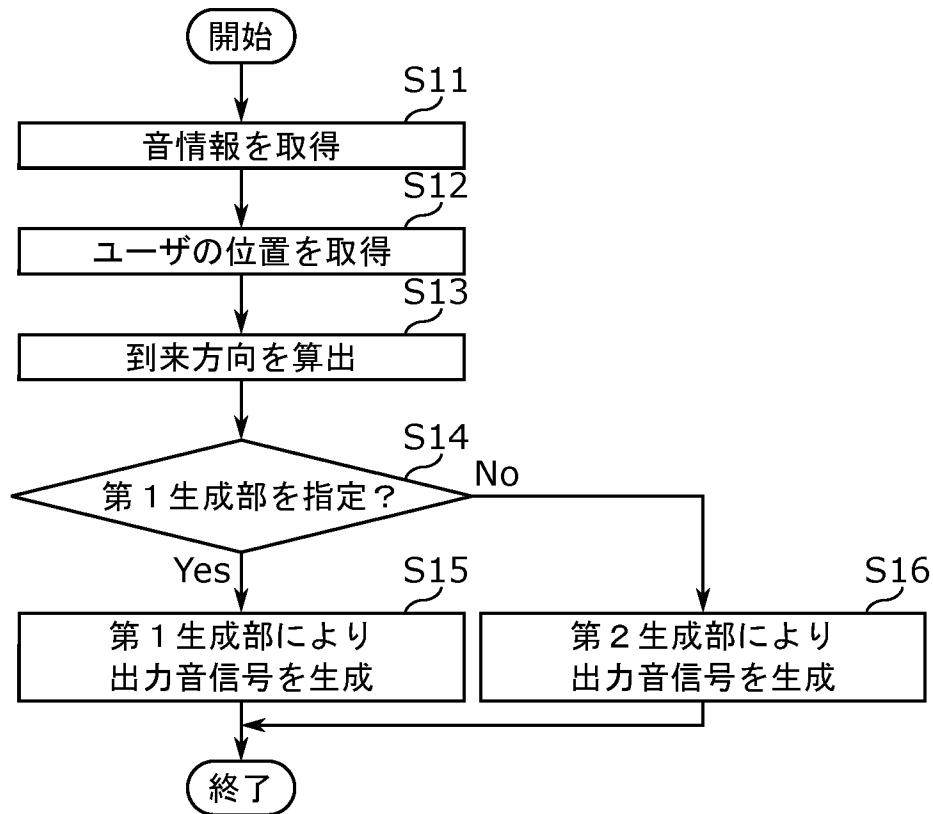 開始
S11
音情報を取得
S12
ユーザの位置を取得
S13
到来方向を算出
S14
第１生成部を指定？
No
Yes
S15
第１生成部により
出力音信号を生成
S16
第２生成部により
出力音信号を生成
終了